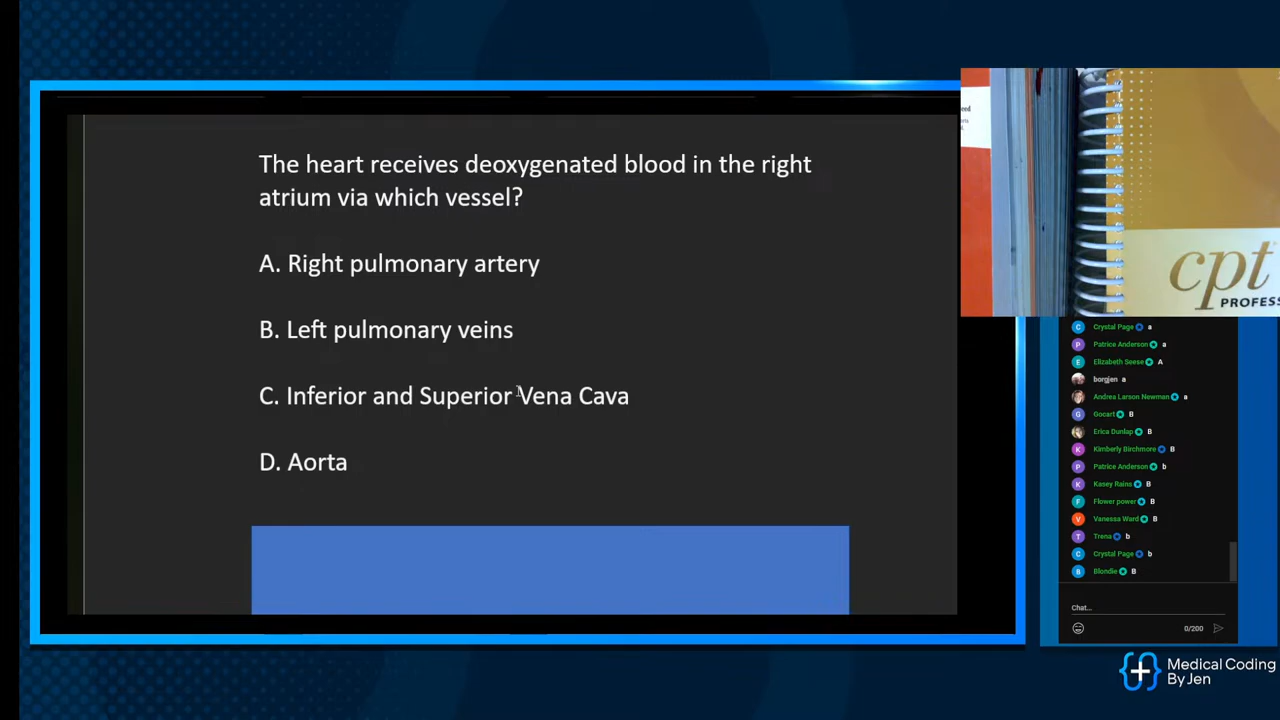 The heart receives deoxygenated blood in the right
atrium via which vessel?
A. Right pulmonary artery
B. Left pulmonary veins
C. Inferior and Superior Vena Cava
D. Aorta
cpt
PROFESS
C Crystal Page a
P Patrice Anderson a
E Elizabeth Seese A
borgjen a
Andrea Larson Newman a
G Gocart B
Erica Dunlap B
K Kimberly Birchmore B
P Patrice Anderson b
K Kasey Rains B
F Flower power B
V Vanessa Ward B
T Trena b
C Crystal Page b
B Blondie B
Chat...
0/200
Medical Coding
By Jen